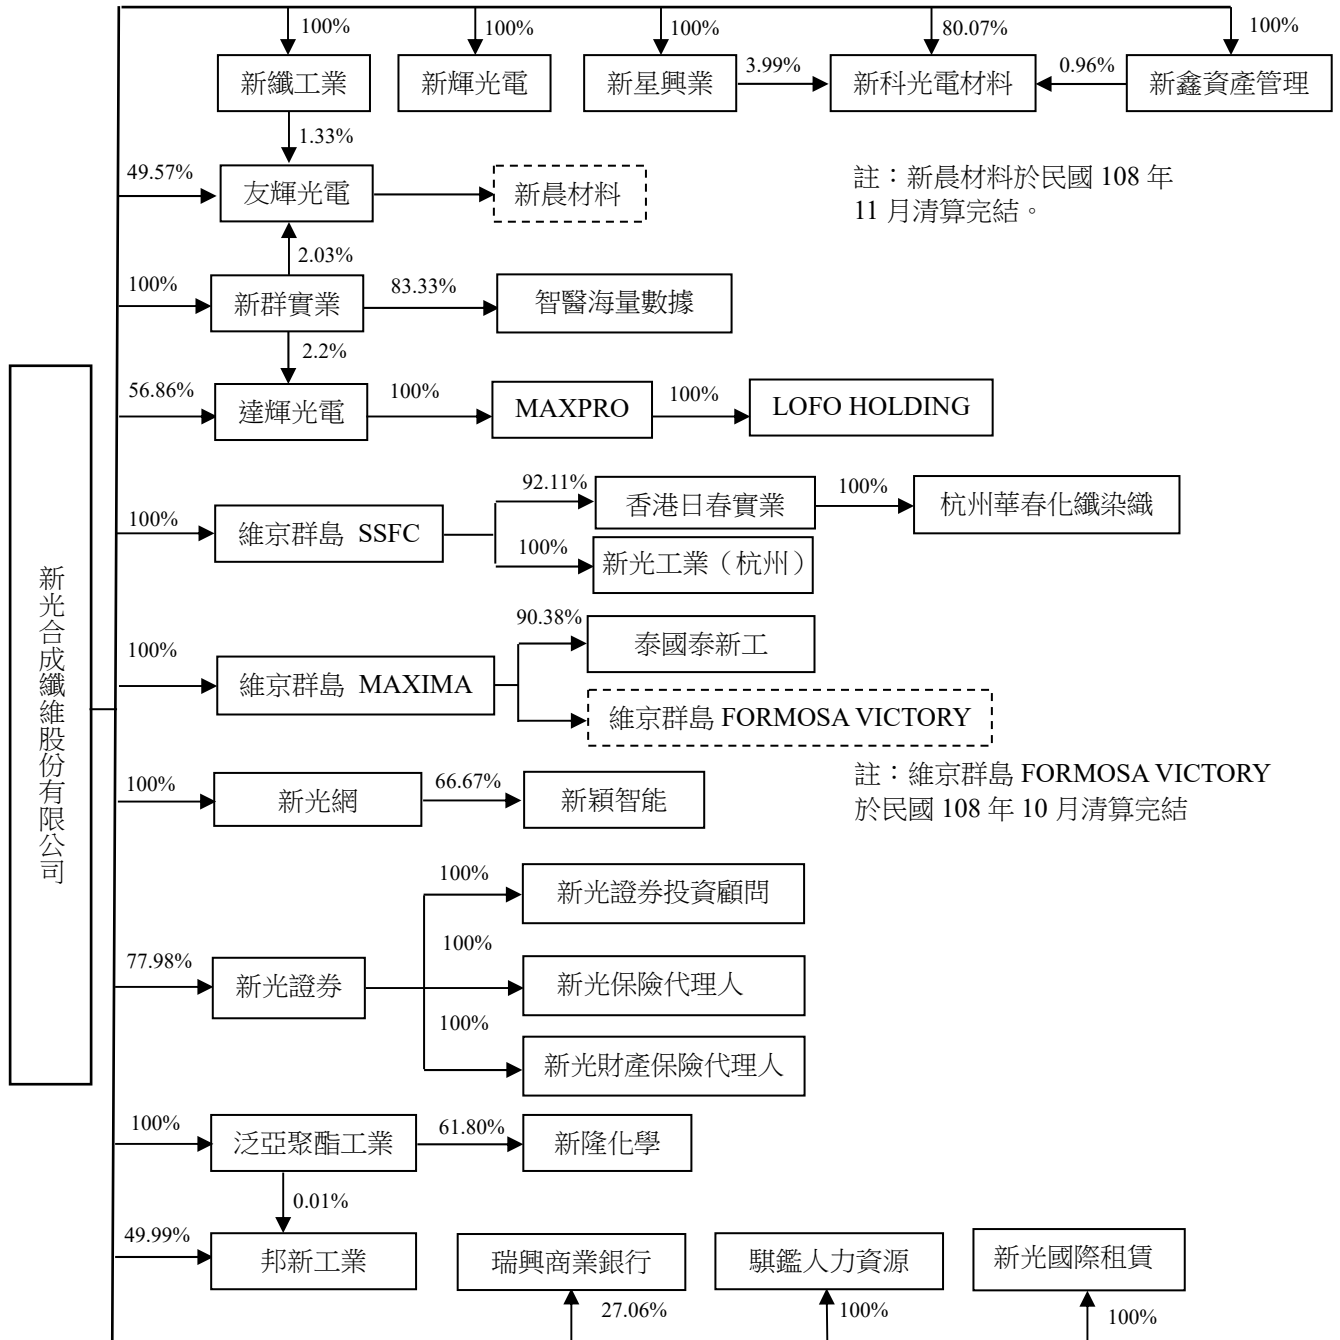 100%
100%
100%
80.07%
100%
新纖工業
新輝光電
新星興業
3.99%
新科光電材料
0.96%
新鑫資產管理
1.33%
49.57%
友輝光電
新晨材料
註：新晨材料於民國 108 年
11 月清算完結。
2.03%
100%
新群實業
83.33%
智醫海量數據
2.2%
56.86%
達輝光電
100%
MAXPRO
100%
LOFO HOLDING
92.11%
香港日春實業
100%
杭州華春化纖染織
100%
維京群島 SSFC
100%
新光工業（杭州）
新光合成纖維股份有限公司
90.38%
泰國泰新工
100%
維京群島 MAXIMA
維京群島 FORMOSA VICTORY
註：維京群島 FORMOSA VICTORY
於民國 108 年 10 月清算完結
100%
新光網
66.67%
新穎智能
100%
新光證券投資顧問
100%
77.98%
新光證券
新光保險代理人
100%
新光財產保險代理人
100%
泛亞聚酯工業
61.80%
新隆化學
0.01%
49.99%
邦新工業
瑞興商業銀行
騏鑑人力資源
新光國際租賃
27.06%
100%
100%